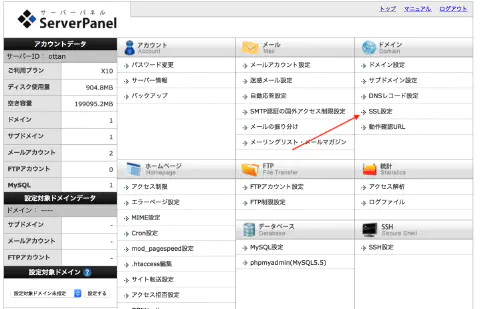 サーバーパネル
ServerPanel
トップ マニュアル ログアウト
アカウントデータ
サーバーID： ottan
ご利用プラン X10
ディスク使用量 904.8MB
空き容量 199095.2MB
ドメイン 1
サブドメイン 1
メールアカウント 2
FTPアカウント 0
MySQL 1
設定対象ドメインデータ
ドメイン： ----
サブドメイン -
メールアカウント -
FTPアカウント -
設定対象ドメイン ?
設定対象ドメイン未指定 設定する
アカウント
Account
パスワード変更
サーバー情報
バックアップ
メール
Mail
メールアカウント設定
迷惑メール設定
自動応答設定
SMTP認証の国外アクセス制限設定
メールの振り分け
メーリングリスト・メールマガジン
ドメイン
Domain
ドメイン設定
サブドメイン設定
DNSレコード設定
SSL設定
動作確認URL
ホームページ
Homepage
アクセス制限
エラーページ設定
MIME設定
Cron設定
mod_pagespeed設定
.htaccess編集
サイト転送設定
アクセス拒否設定
FTP
File Transfer
FTPアカウント設定
FTP制限設定
統計
Statistics
アクセス解析
ログファイル
データベース
Database
MySQL設定
phpmyadmin(MySQL5.5)
SSH
Secure Shell
SSH設定